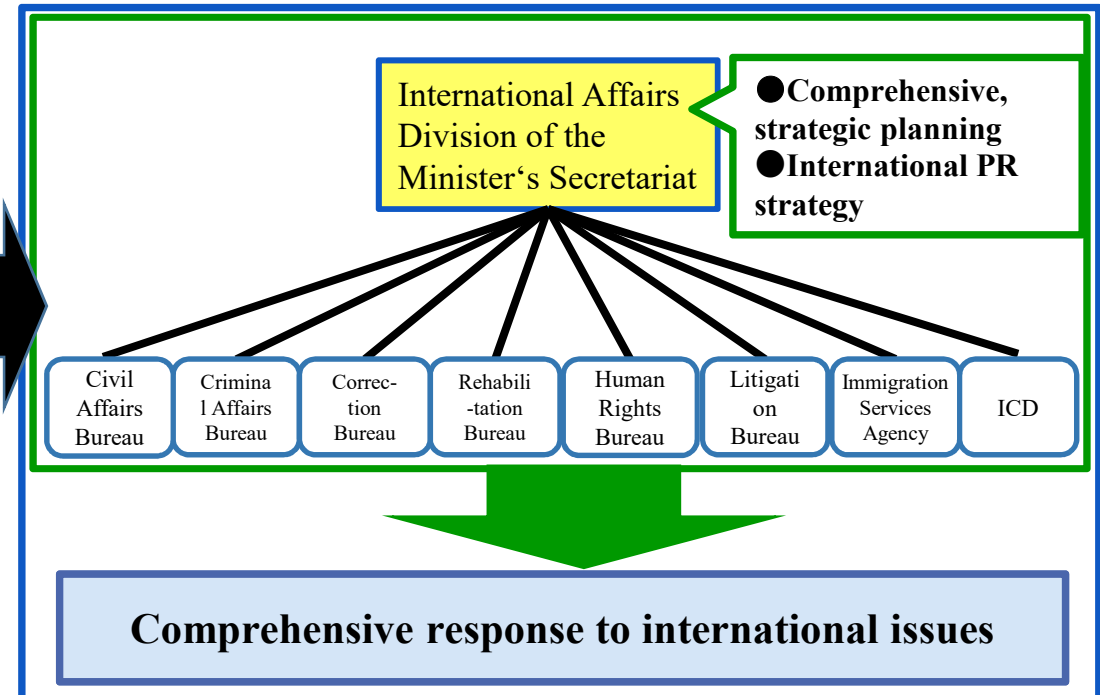 International Affairs
Division of the
Minister‘s Secretariat
●Comprehensive,
strategic planning
●International PR
strategy
Civil
Affairs
Bureau
Crimina
l Affairs
Bureau
Correc-
tion
Bureau
Rehabili
-tation
Bureau
Human
Rights
Bureau
Litigati
on
Bureau
Immigration
Services
Agency
ICD
Comprehensive response to international issues